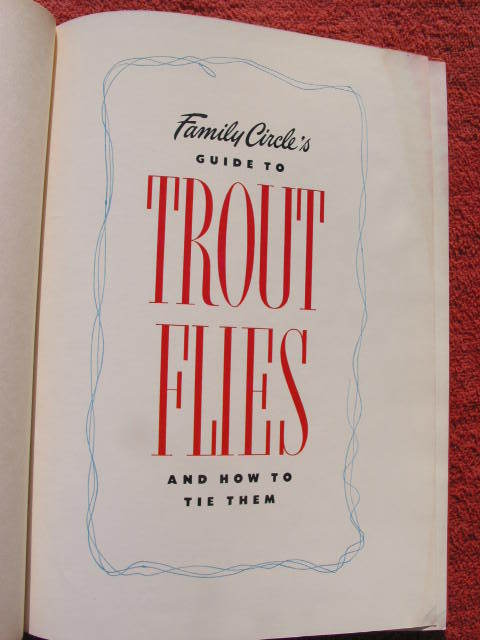 Family Circle's
GUIDE TO
TROUT
FLIES
AND HOW TO
TIE THEM